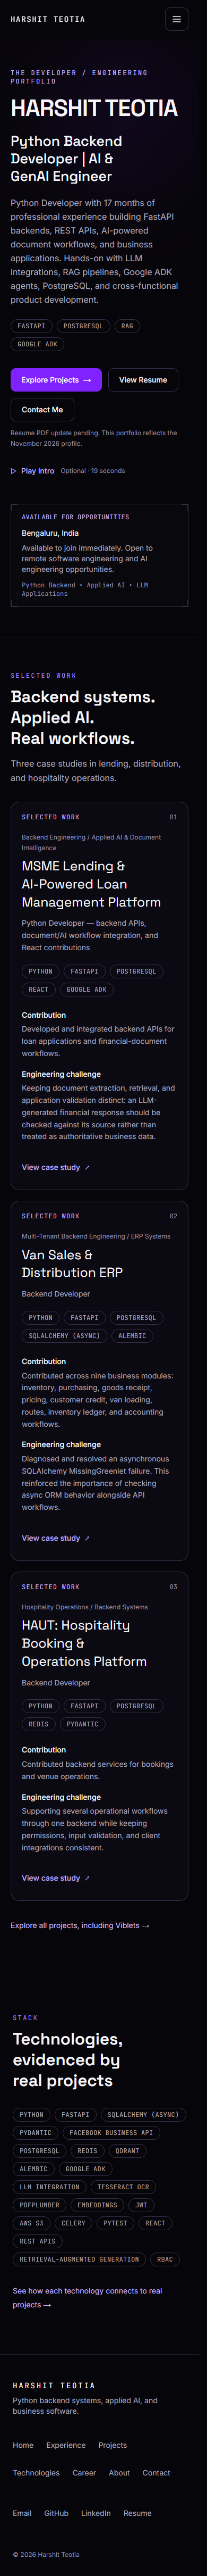 HARSHIT TEOTIA
THE DEVELOPER / ENGINEERING
PORTFOLIO
HARSHIT TEOTIA
Python Backend
Developer | AI &
GenAI Engineer
Python Developer with 17 months of
professional experience building FastAPI
backends, REST APIs, AI-powered
document workflows, and business
applications. Hands-on with LLM
integrations, RAG pipelines, Google ADK
agents, PostgreSQL, and cross-functional
product development.
FASTAPI POSTGRESQL RAG
GOOGLE ADK
Explore Projects → View Resume
Contact Me
Resume PDF update pending. This portfolio reflects the
November 2026 profile.
Play Intro Optional · 19 seconds
AVAILABLE FOR OPPORTUNITIES
Bengaluru, India
Available to join immediately. Open to
remote software engineering and AI
engineering opportunities.
Python Backend • Applied AI • LLM
Applications
SELECTED WORK
Backend systems.
Applied AI.
Real workflows.
Three case studies in lending, distribution,
and hospitality operations.
SELECTED WORK 01
Backend Engineering / Applied AI & Document
Intelligence
MSME Lending &
AI-Powered Loan
Management Platform
Python Developer — backend APIs,
document/AI workflow integration, and
React contributions
PYTHON FASTAPI POSTGRESQL
REACT GOOGLE ADK
Contribution
Developed and integrated backend APIs for
loan applications and financial-document
workflows.
Engineering challenge
Keeping document extraction, retrieval, and
application validation distinct: an LLM-
generated financial response should be
checked against its source rather than
treated as authoritative business data.
View case study ↗
SELECTED WORK 02
Multi-Tenant Backend Engineering / ERP Systems
Van Sales &
Distribution ERP
Backend Developer
PYTHON FASTAPI POSTGRESQL
SQLALCHEMY (ASYNC) ALEMBIC
Contribution
Contributed across nine business modules:
inventory, purchasing, goods receipt,
pricing, customer credit, van loading,
routes, inventory ledger, and accounting
workflows.
Engineering challenge
Diagnosed and resolved an asynchronous
SQLAlchemy MissingGreenlet failure. This
reinforced the importance of checking
async ORM behavior alongside API
workflows.
View case study ↗
SELECTED WORK 03
Hospitality Operations / Backend Systems
HAUT: Hospitality
Booking &
Operations Platform
Backend Developer
PYTHON FASTAPI POSTGRESQL
REDIS PYDANTIC
Contribution
Contributed backend services for bookings
and venue operations.
Engineering challenge
Supporting several operational workflows
through one backend while keeping
permissions, input validation, and client
integrations consistent.
View case study ↗
Explore all projects, including Viblets →
STACK
Technologies,
evidenced by
real projects
PYTHON FASTAPI SQLALCHEMY (ASYNC)
PYDANTIC FACEBOOK BUSINESS API
POSTGRESQL REDIS QDRANT
ALEMBIC GOOGLE ADK
LLM INTEGRATION TESSERACT OCR
PDFPLUMBER EMBEDDINGS JWT
AWS S3 CELERY PYTEST REACT
REST APIS
RETRIEVAL-AUGMENTED GENERATION RBAC
See how each technology connects to real
projects →
HARSHIT TEOTIA
Python backend systems, applied AI, and
business software.
Home Experience Projects
Technologies Career About Contact
Email GitHub LinkedIn Resume
© 2026 Harshit Teotia